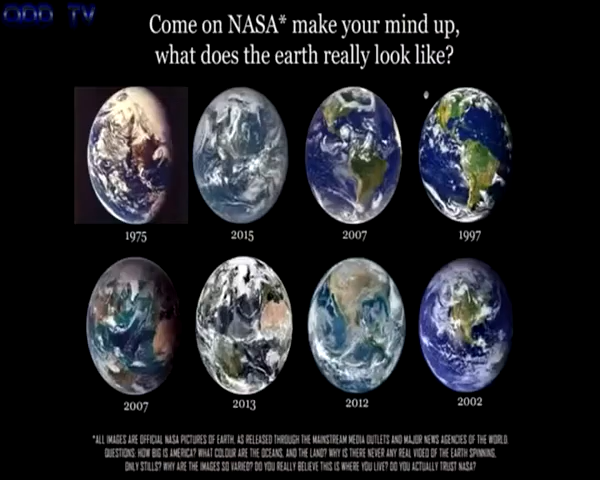 ODD TV
Come on NASA* make your mind up,
what does the earth really look like?
1975
2015
2007
1997
2007
2013
2012
2002
*ALL IMAGES ARE OFFICIAL NASA PICTURES OF EARTH, AS RELEASED THROUGH THE MAINSTREAM MEDIA OUTLETS AND MAJOR NEWS AGENCIES OF THE WORLD.
QUESTIONS: HOW BIG IS AMERICA? WHAT COLOUR ARE THE OCEANS, AND THE LAND? WHY IS THERE NEVER ANY REAL VIDEO OF THE EARTH SPINNING,
ONLY STILLS? WHY ARE THE IMAGES SO VARIED? DO YOU REALLY BELIEVE THIS IS WHERE YOU LIVE? DO YOU ACTUALLY TRUST NASA?